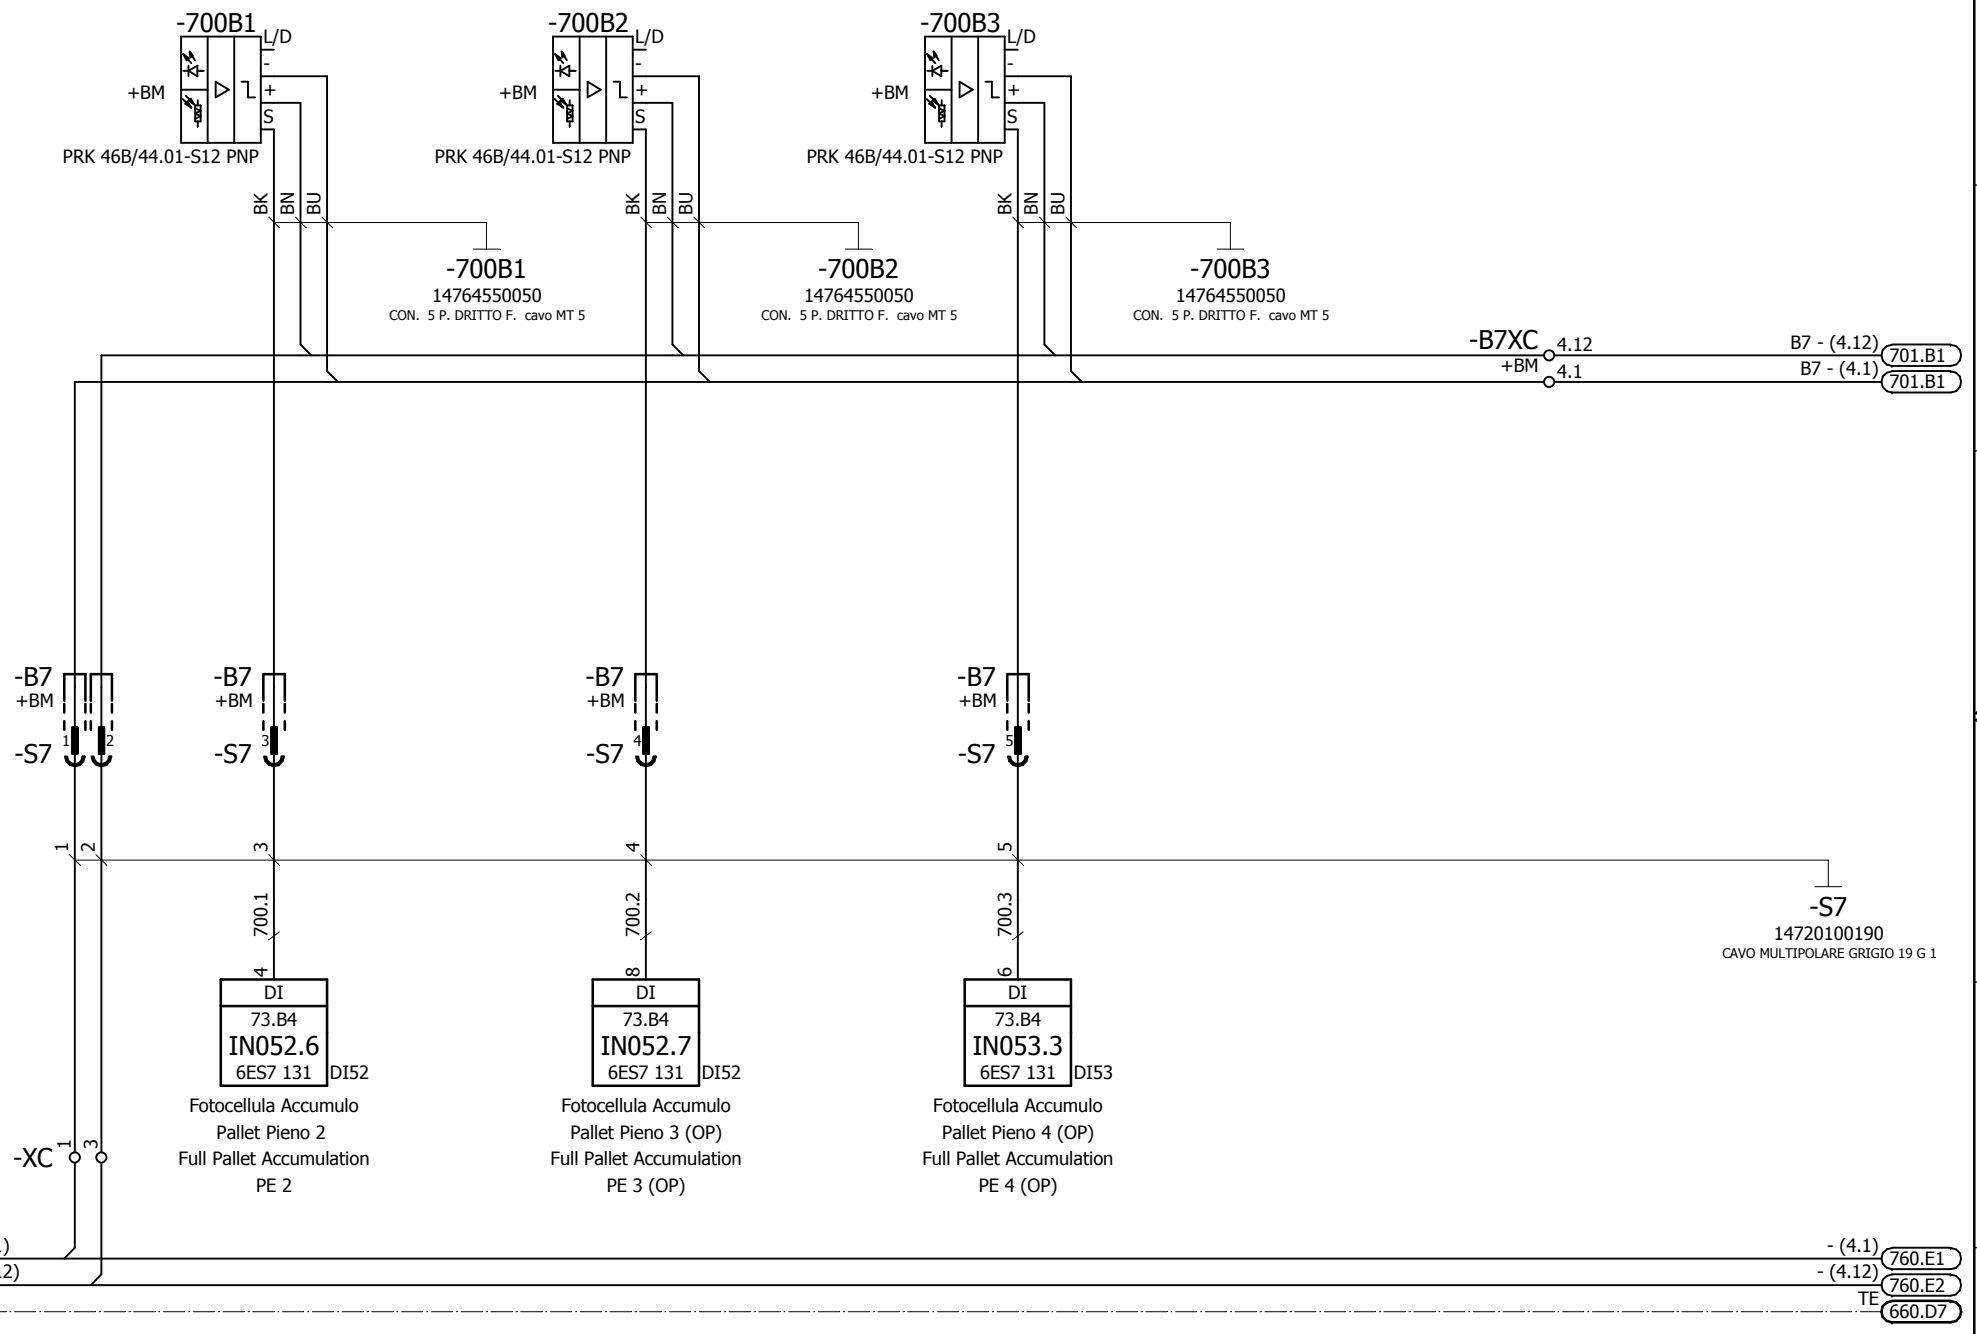 -700B1
L/D
-
+BM
+
S
PRK 46B/44.01-S12 PNP
BK
BN
BU
-700B1
14764550050
CON. 5 P. DRITTO F. cavo MT 5
-700B2
L/D
-
+BM
+
S
PRK 46B/44.01-S12 PNP
BK
BN
BU
-700B2
14764550050
CON. 5 P. DRITTO F. cavo MT 5
-700B3
L/D
-
+BM
+
S
PRK 46B/44.01-S12 PNP
BK
BN
BU
-700B3
14764550050
CON. 5 P. DRITTO F. cavo MT 5
-B7XC
4.12
+BM
4.1
B7 - (4.12)
701.B1
B7 - (4.1)
701.B1
-B7
+BM
1
2
-S7
-B7
+BM
3
-S7
-B7
+BM
4
-S7
-B7
+BM
5
-S7
1
2
3
4
5
-S7
14720100190
CAVO MULTIPOLARE GRIGIO 19 G 1
700.1
4
DI
73.B4
IN052.6
6ES7 131
DI52
Fotocellula Accumulo
Pallet Pieno 2
Full Pallet Accumulation
PE 2
700.2
8
DI
73.B4
IN052.7
6ES7 131
DI52
Fotocellula Accumulo
Pallet Pieno 3 (OP)
Full Pallet Accumulation
PE 3 (OP)
700.3
6
DI
73.B4
IN053.3
6ES7 131
DI53
Fotocellula Accumulo
Pallet Pieno 4 (OP)
Full Pallet Accumulation
PE 4 (OP)
-XC
1
3
)
2)
- (4.1)
760.E1
- (4.12)
760.E2
TE
660.D7